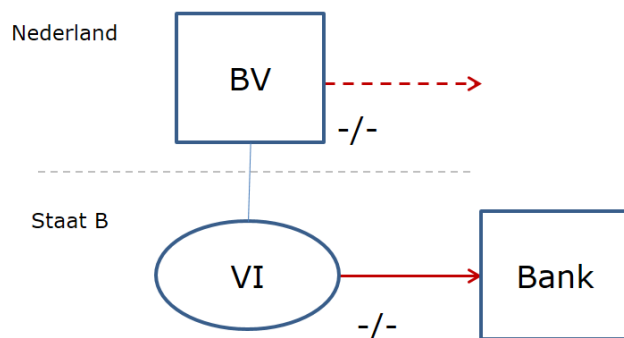 Nederland
BV
-/-
Staat B
VI
Bank
-/-